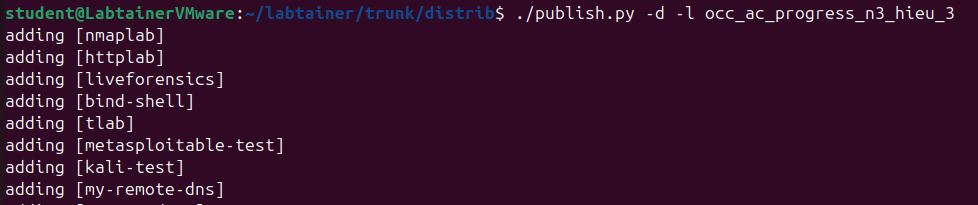 student@LabtainerVMware:~/labtainer/trunk/distrib$ ./publish.py -d -l occ_ac_progress_n3_hieu_3
adding [nmaplab]
adding [httplab]
adding [liveforensics]
adding [bind-shell]
adding [tlab]
adding [metasploitable-test]
adding [kali-test]
adding [my-remote-dns]